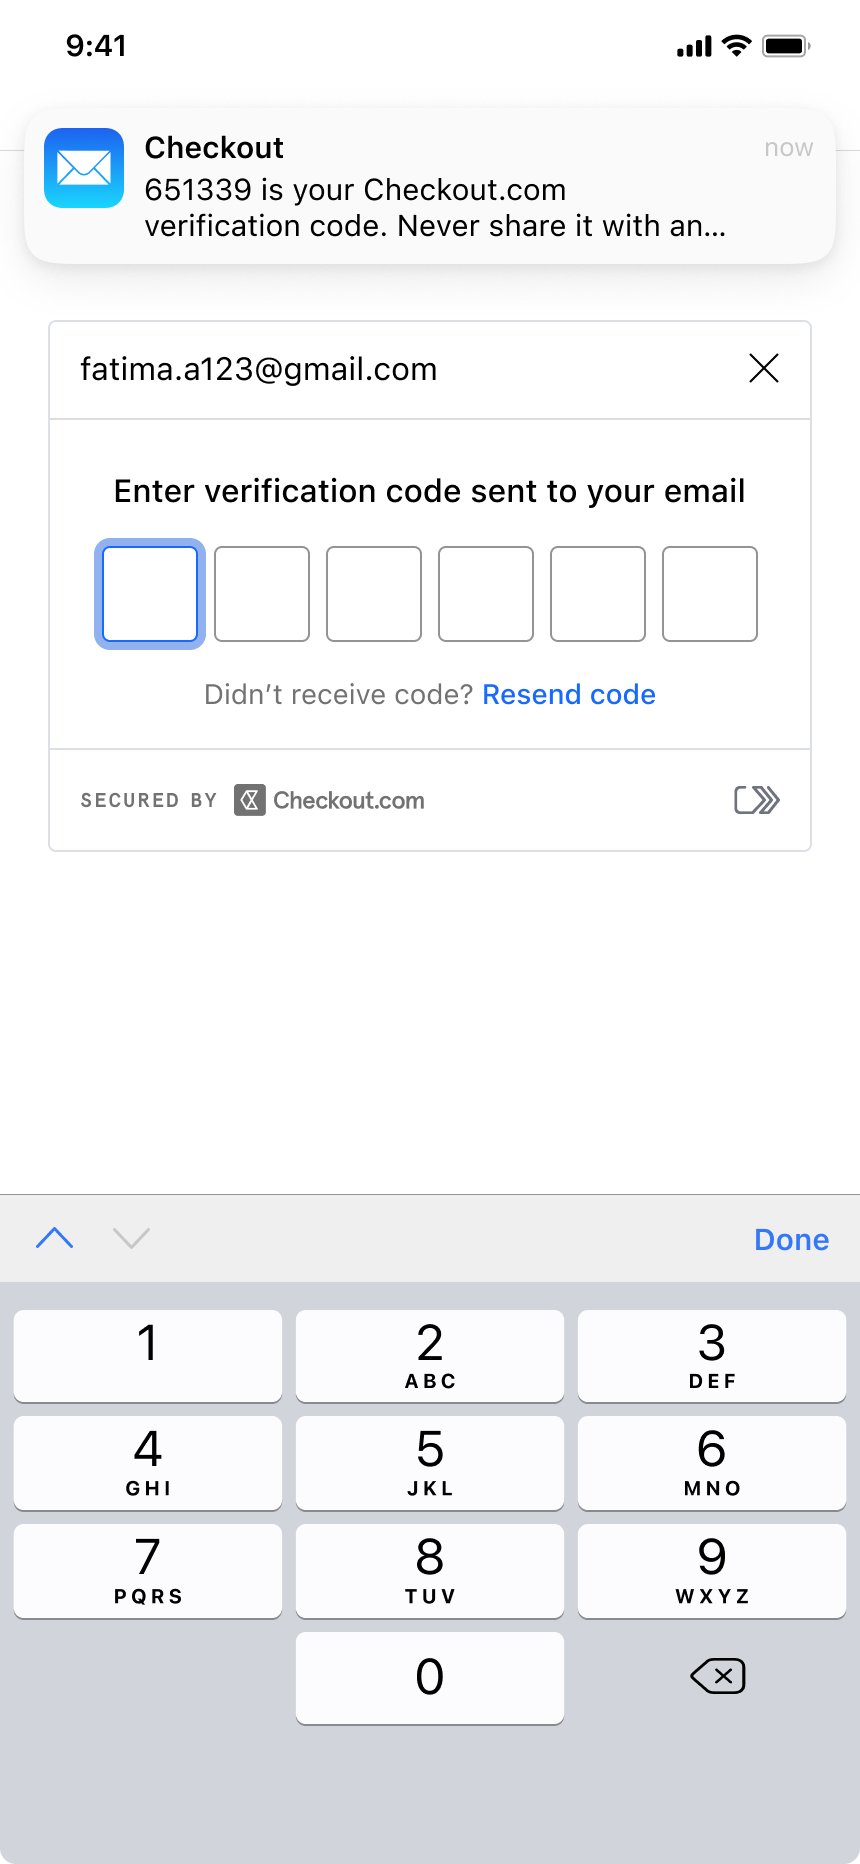 9:41
Checkout
now
651339 is your Checkout.com
verification code. Never share it with an...
fatima.a123@gmail.com
Enter verification code sent to your email
Didn’t receive code? Resend code
SECURED BY Checkout.com
Done
1
2
ABC
3
DEF
4
GHI
5
JKL
6
MNO
7
PQRS
8
TUV
9
WXYZ
0